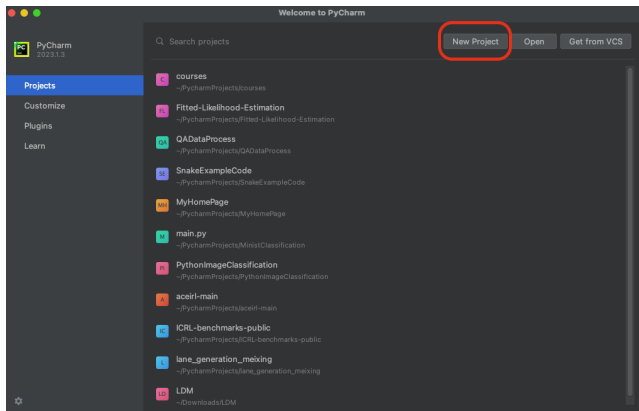 Welcome to PyCharm
PC
PyCharm
2023.1.3
Search projects
New Project
Open
Get from VCS
Projects
Customize
Plugins
Learn
C
courses
~/PycharmProjects/courses
FL
Fitted-Likelihood-Estimation
~/PycharmProjects/Fitted-Likelihood-Estimation
QA
QADataProcess
~/PycharmProjects/QADataProcess
SE
SnakeExampleCode
~/PycharmProjects/SnakeExampleCode
MM
MyHomePage
~/PycharmProjects/MyHomePage
M
main.py
~/PycharmProjects/MinistClassification
PI
PythonImageClassification
~/PycharmProjects/PythonImageClassification
A
aceirl-main
~/PycharmProjects/aceirl-main
IC
ICRL-benchmarks-public
~/PycharmProjects/ICRL-benchmarks-public
L
lane_generation_meixing
~/PycharmProjects/lane_generation_meixing
LD
LDM
~/Downloads/LDM